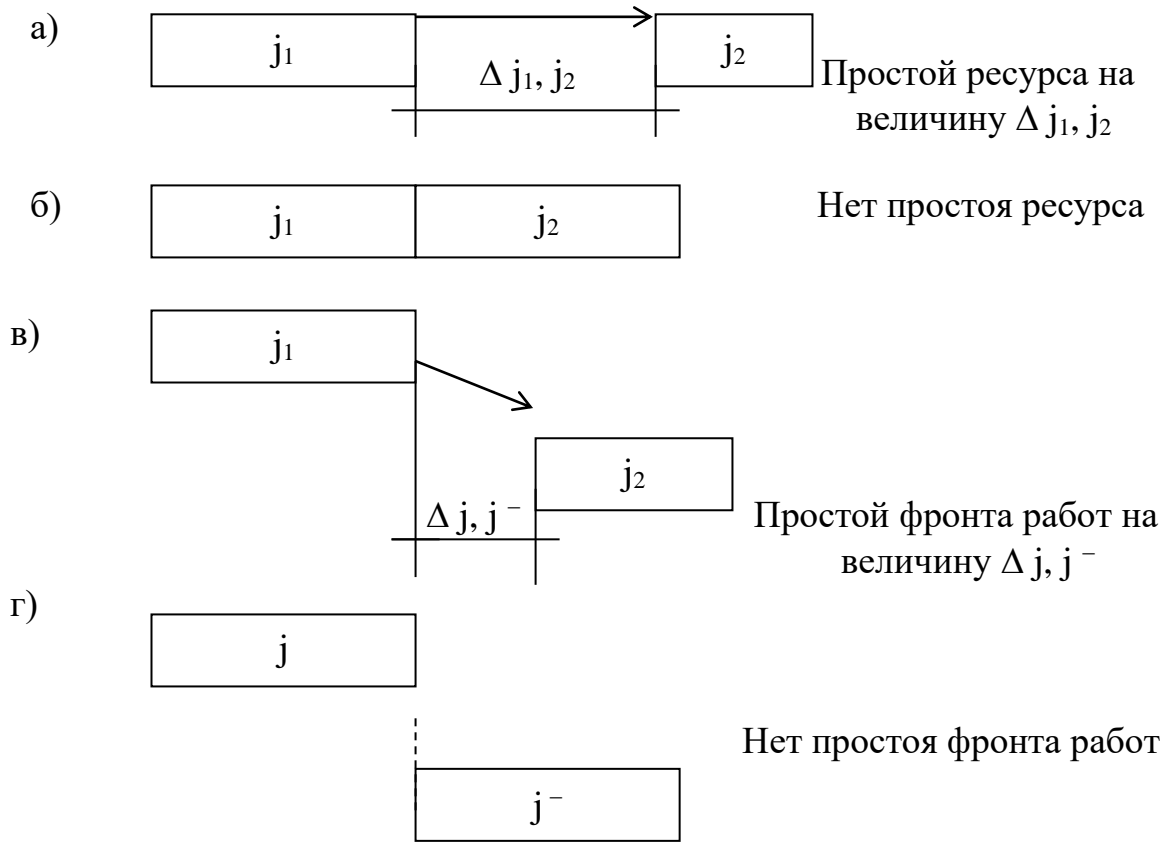 а)
j₁
Δ j₁, j₂
j₂
Простой ресурса на
величину Δ j₁, j₂
б)
j₁
j₂
Нет простоя ресурса
в)
j₁
j₂
Δ j, j ⁻
Простой фронта работ на
величину Δ j, j ⁻
г)
j
Нет простоя фронта работ
j ⁻